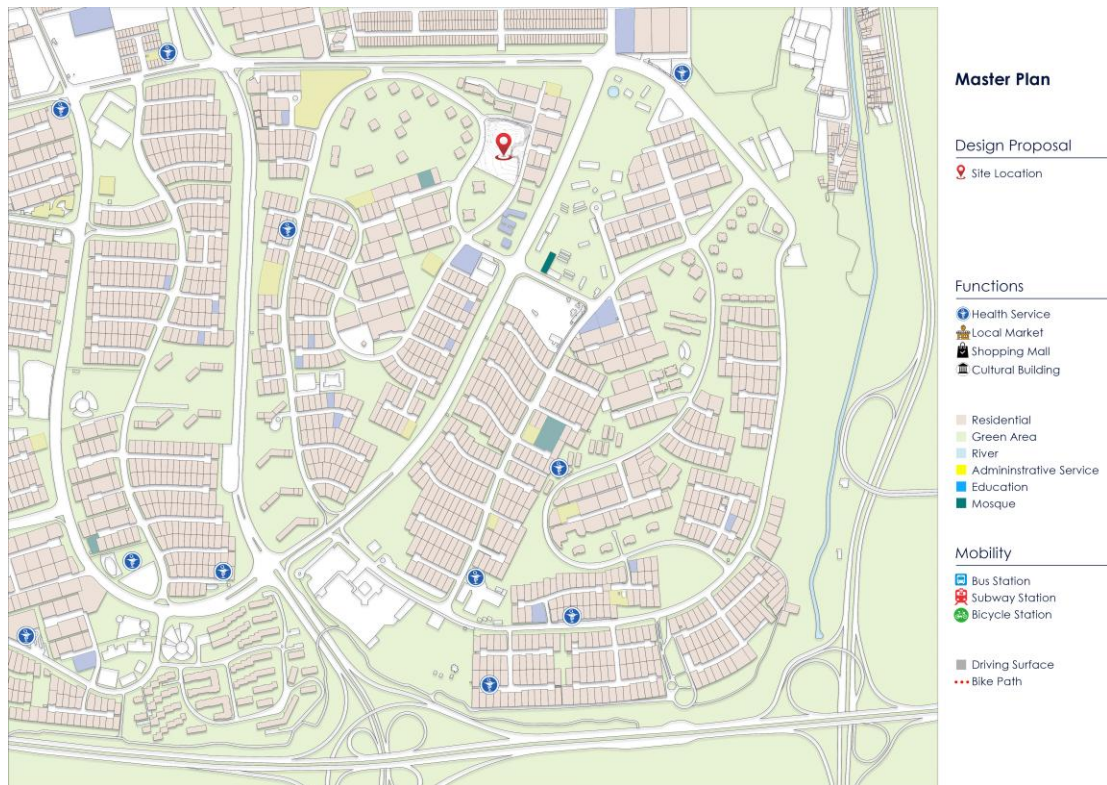 Master Plan
Design Proposal
Site Location
Functions
Health Service
Local Market
Shopping Mall
Cultural Building
Residential
Green Area
River
Admininstrative Service
Education
Mosque
Mobility
Bus Station
Subway Station
Bicycle Station
Driving Surface
Bike Path